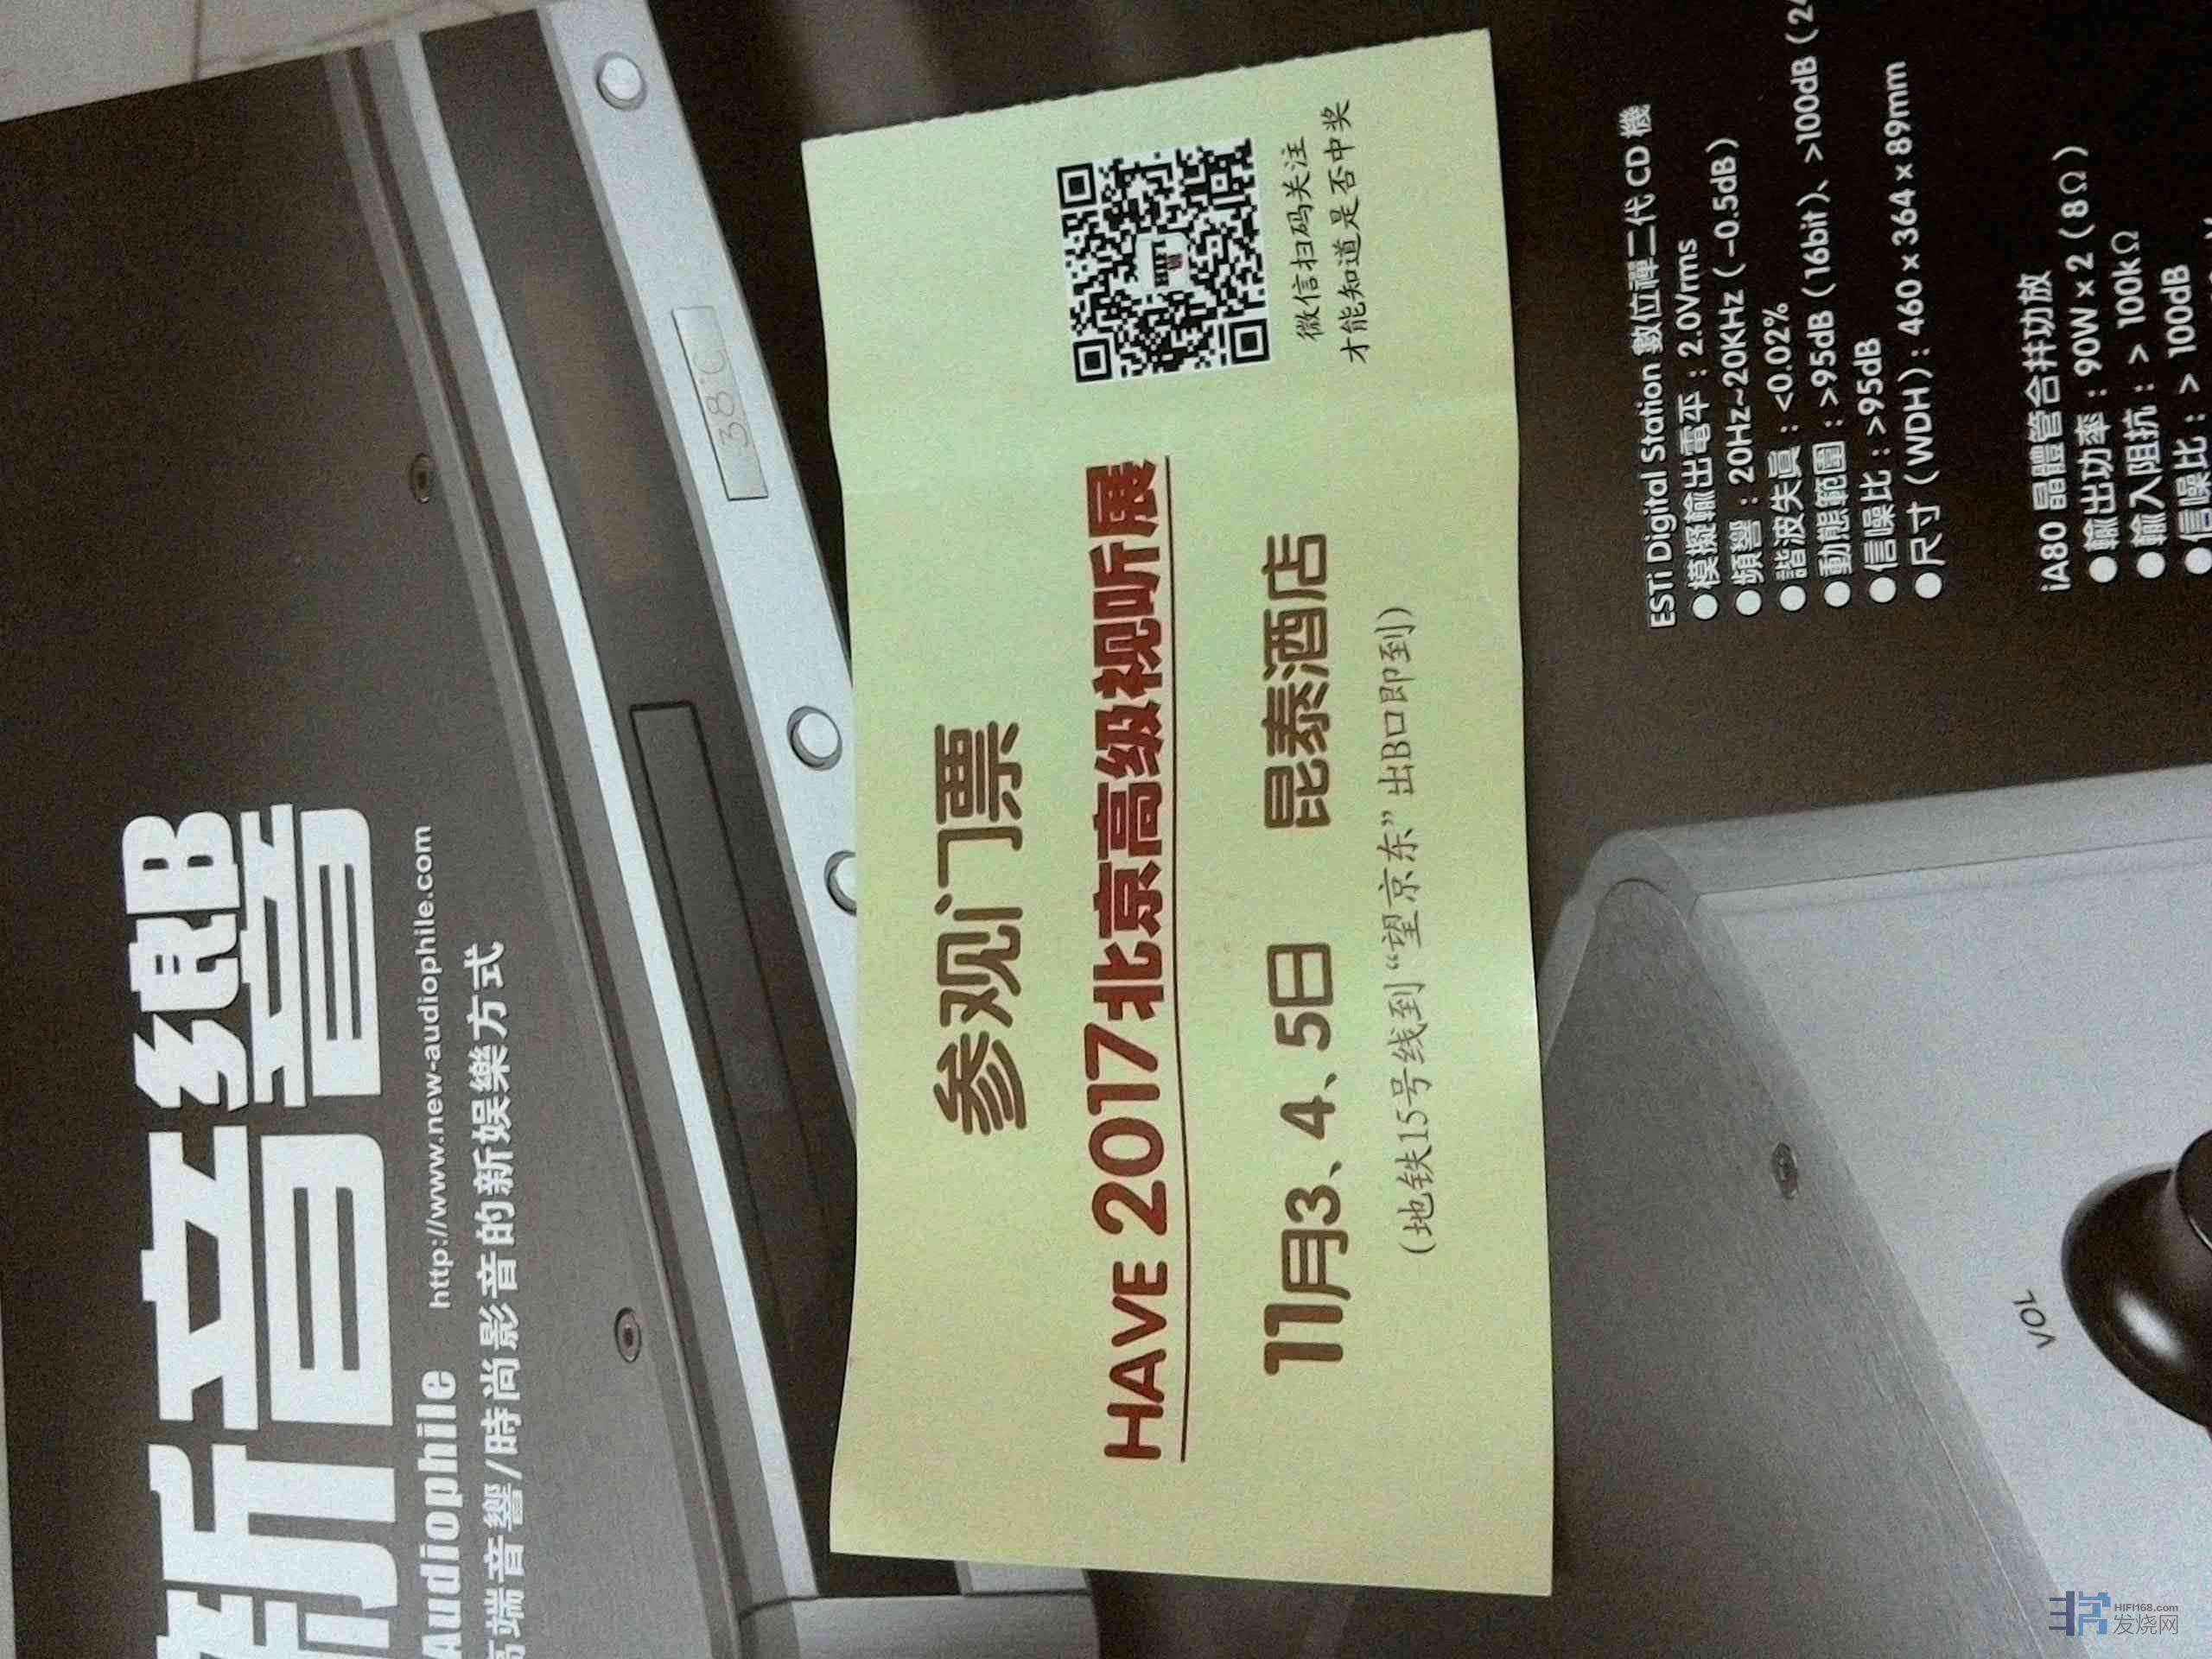 新音響
Audiophile http://www.new-audiophile.com
高端音響/時尚影音的新娛樂方式
38°C
参观门票
HAVE 2017北京高级视听展
11月3、4、5日 昆泰酒店
(地铁15号线到“望京东”出B口即到)
微信扫码关注
才能知道是否中奖
ESTi Digital Station 數位禪二代 CD 機
●模擬輸出電平：2.0Vrms
●頻響：20Hz~20KHz（-0.5dB）
●諧波失真：<0.02%
●動態範圍：>95dB（16bit）、>100dB（24
●信噪比：>95dB
●尺寸（WDH）：460×364×89mm
iA80 晶體管合拼功放
●輸出功率：90W×2（8Ω）
●輸入阻抗：> 100kΩ
●信噪比：> 100dB
VOL
HIFI168.com
发烧网